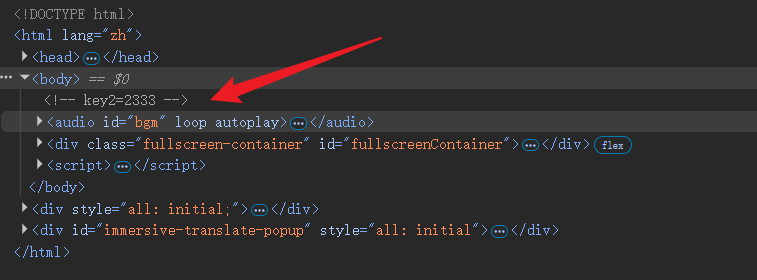 <!DOCTYPE html>
<html lang="zh">
▶<head>…</head>
… ▼<body> == $0
<!-- key2=2333 -->
▶<audio id="bgm" loop autoplay>…</audio>
▶<div class="fullscreen-container" id="fullscreenContainer">…</div> flex
▶<script>…</script>
</body>
▶<div style="all: initial;">…</div>
▶<div id="immersive-translate-popup" style="all: initial">…</div>
</html>